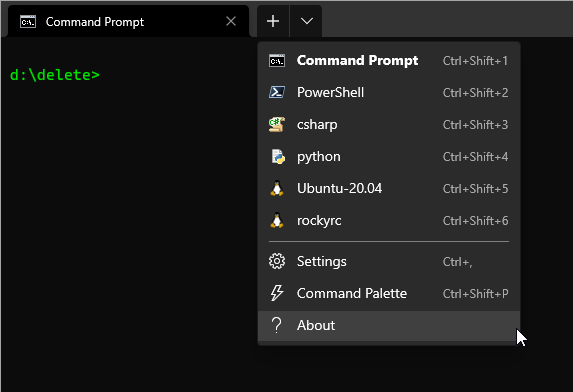 Command Prompt
d:\delete>
Command Prompt Ctrl+Shift+1
PowerShell Ctrl+Shift+2
csharp Ctrl+Shift+3
python Ctrl+Shift+4
Ubuntu-20.04 Ctrl+Shift+5
rockyrc Ctrl+Shift+6
Settings Ctrl+,
Command Palette Ctrl+Shift+P
About